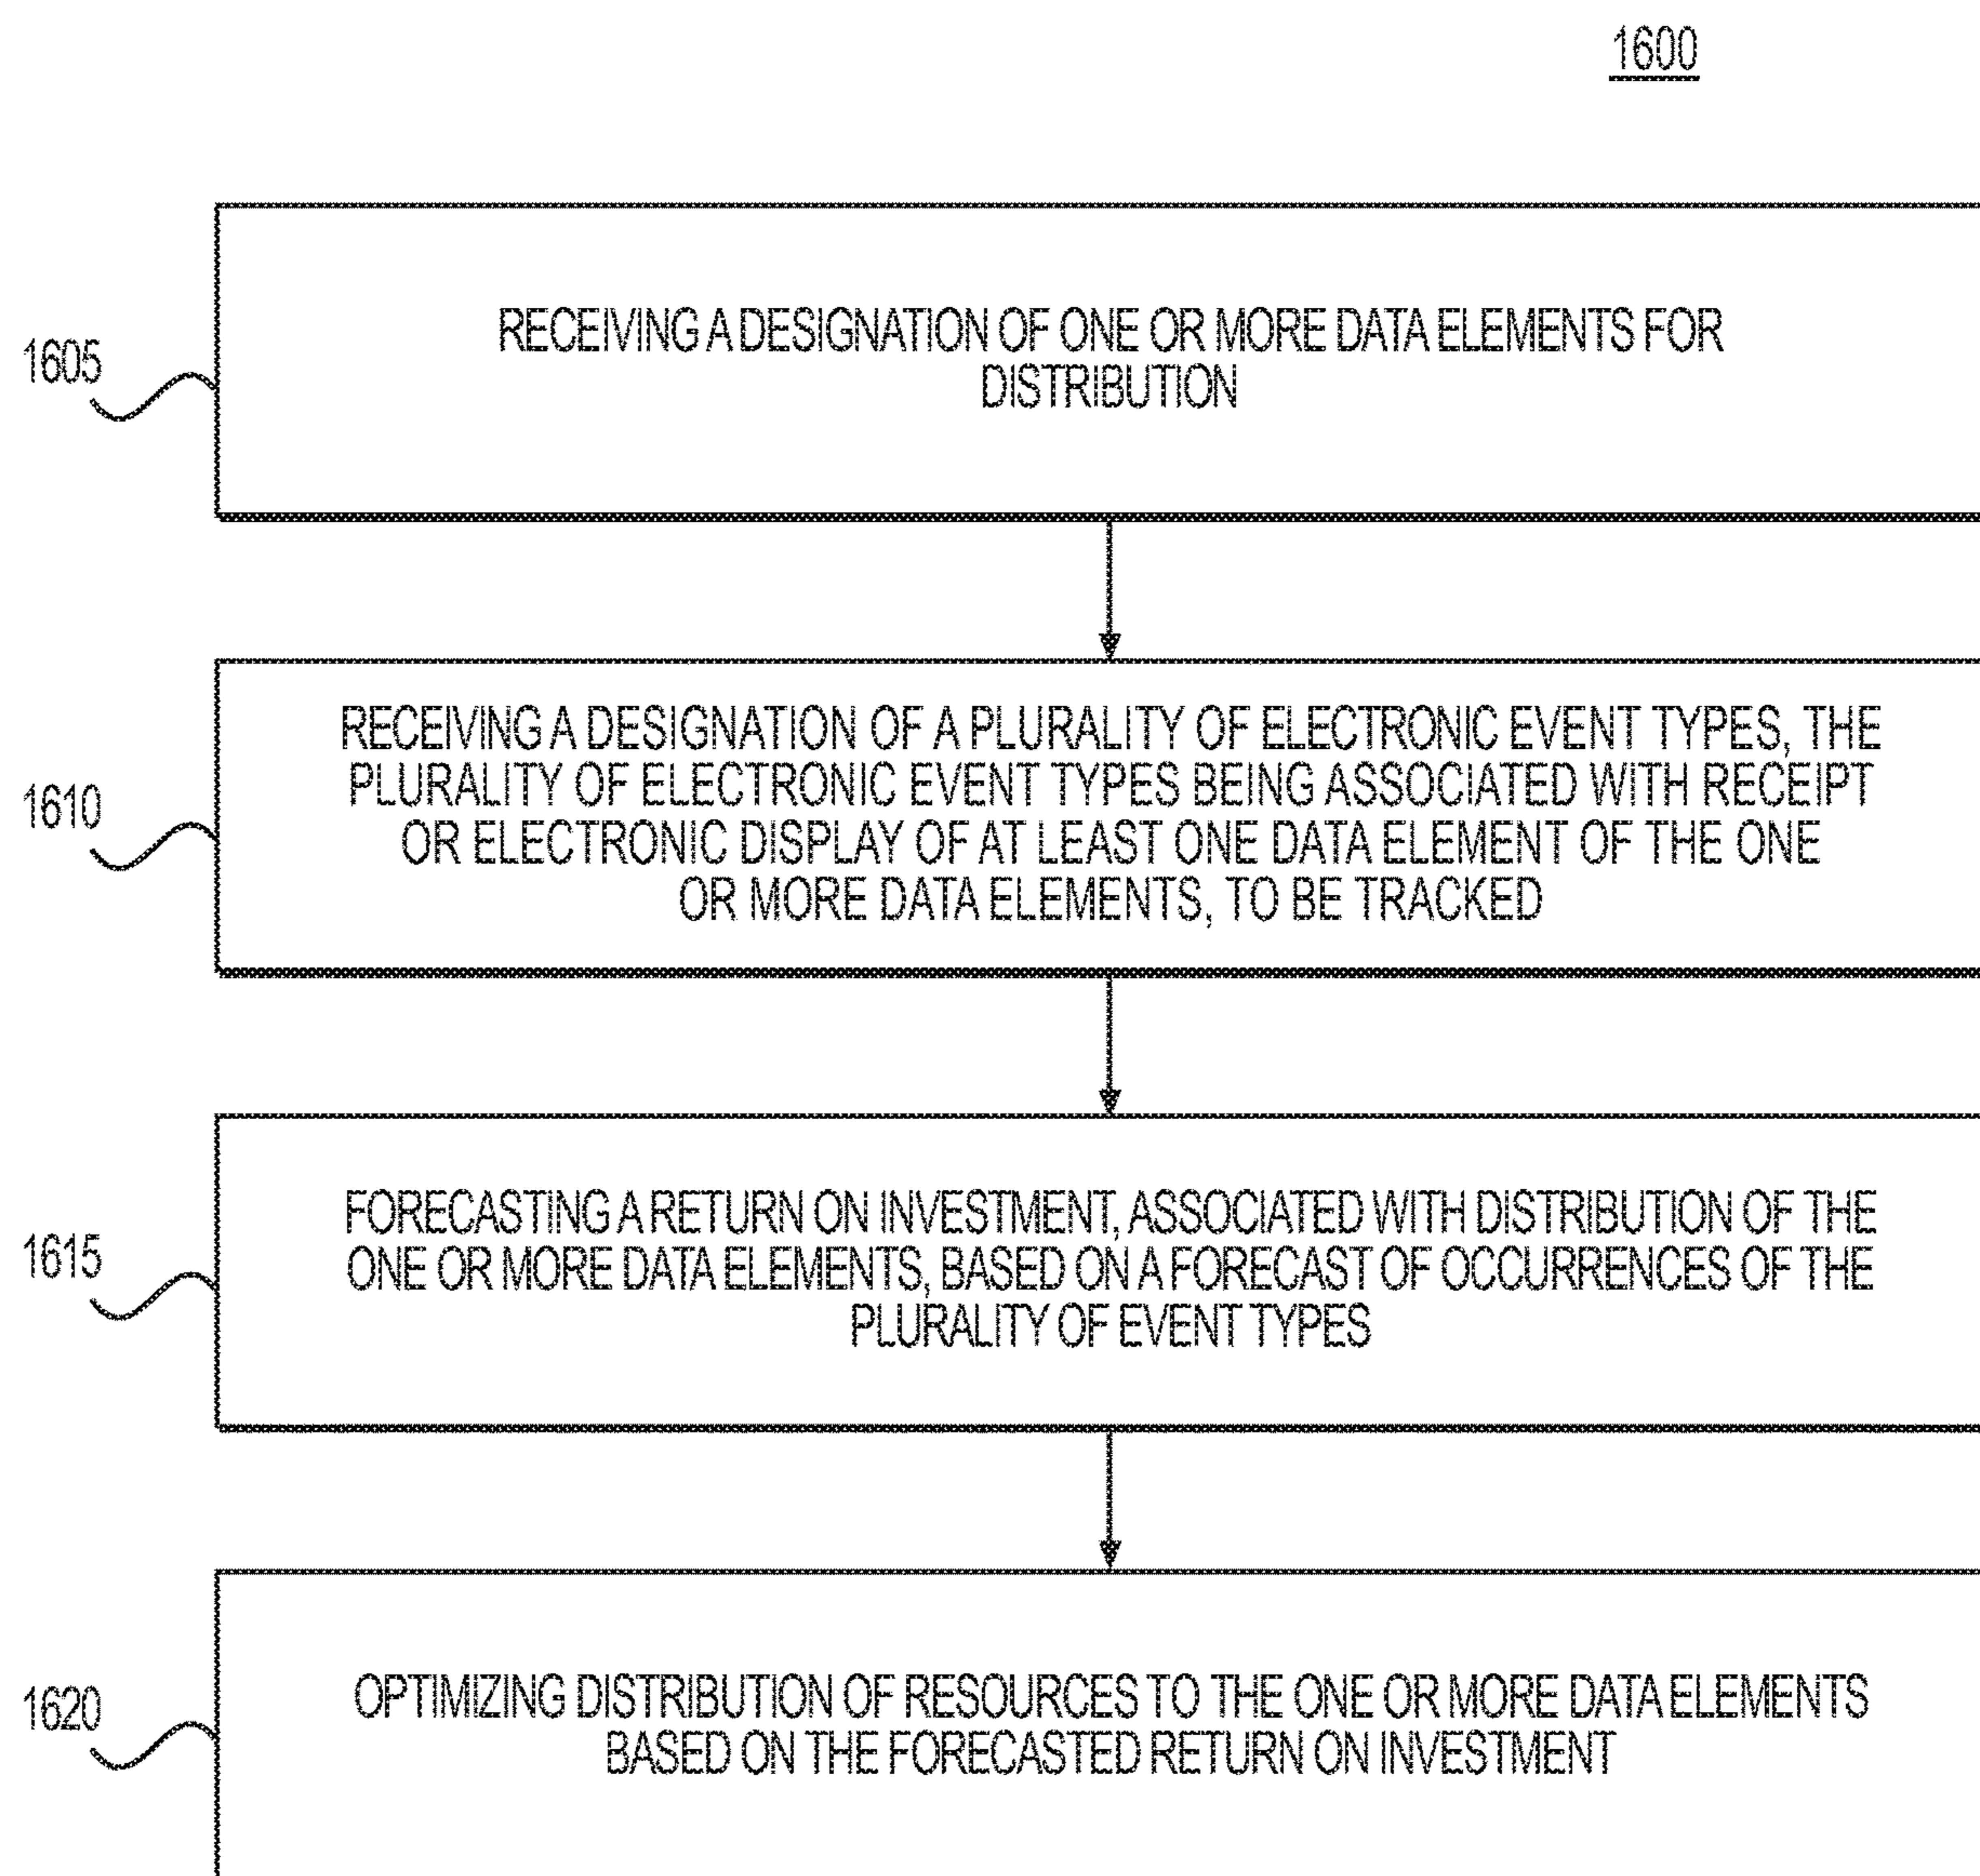 1600
1605
RECEIVING A DESIGNATION OF ONE OR MORE DATA ELEMENTS FOR
DISTRIBUTION
1610
RECEIVING A DESIGNATION OF A PLURALITY OF ELECTRONIC EVENT TYPES, THE
PLURALITY OF ELECTRONIC EVENT TYPES BEING ASSOCIATED WITH RECEIPT
OR ELECTRONIC DISPLAY OF AT LEAST ONE DATA ELEMENT OF THE ONE
OR MORE DATA ELEMENTS, TO BE TRACKED
1615
FORECASTING A RETURN ON INVESTMENT, ASSOCIATED WITH DISTRIBUTION OF THE
ONE OR MORE DATA ELEMENTS, BASED ON A FORECAST OF OCCURRENCES OF THE
PLURALITY OF EVENT TYPES
1620
OPTIMIZING DISTRIBUTION OF RESOURCES TO THE ONE OR MORE DATA ELEMENTS
BASED ON THE FORECASTED RETURN ON INVESTMENT